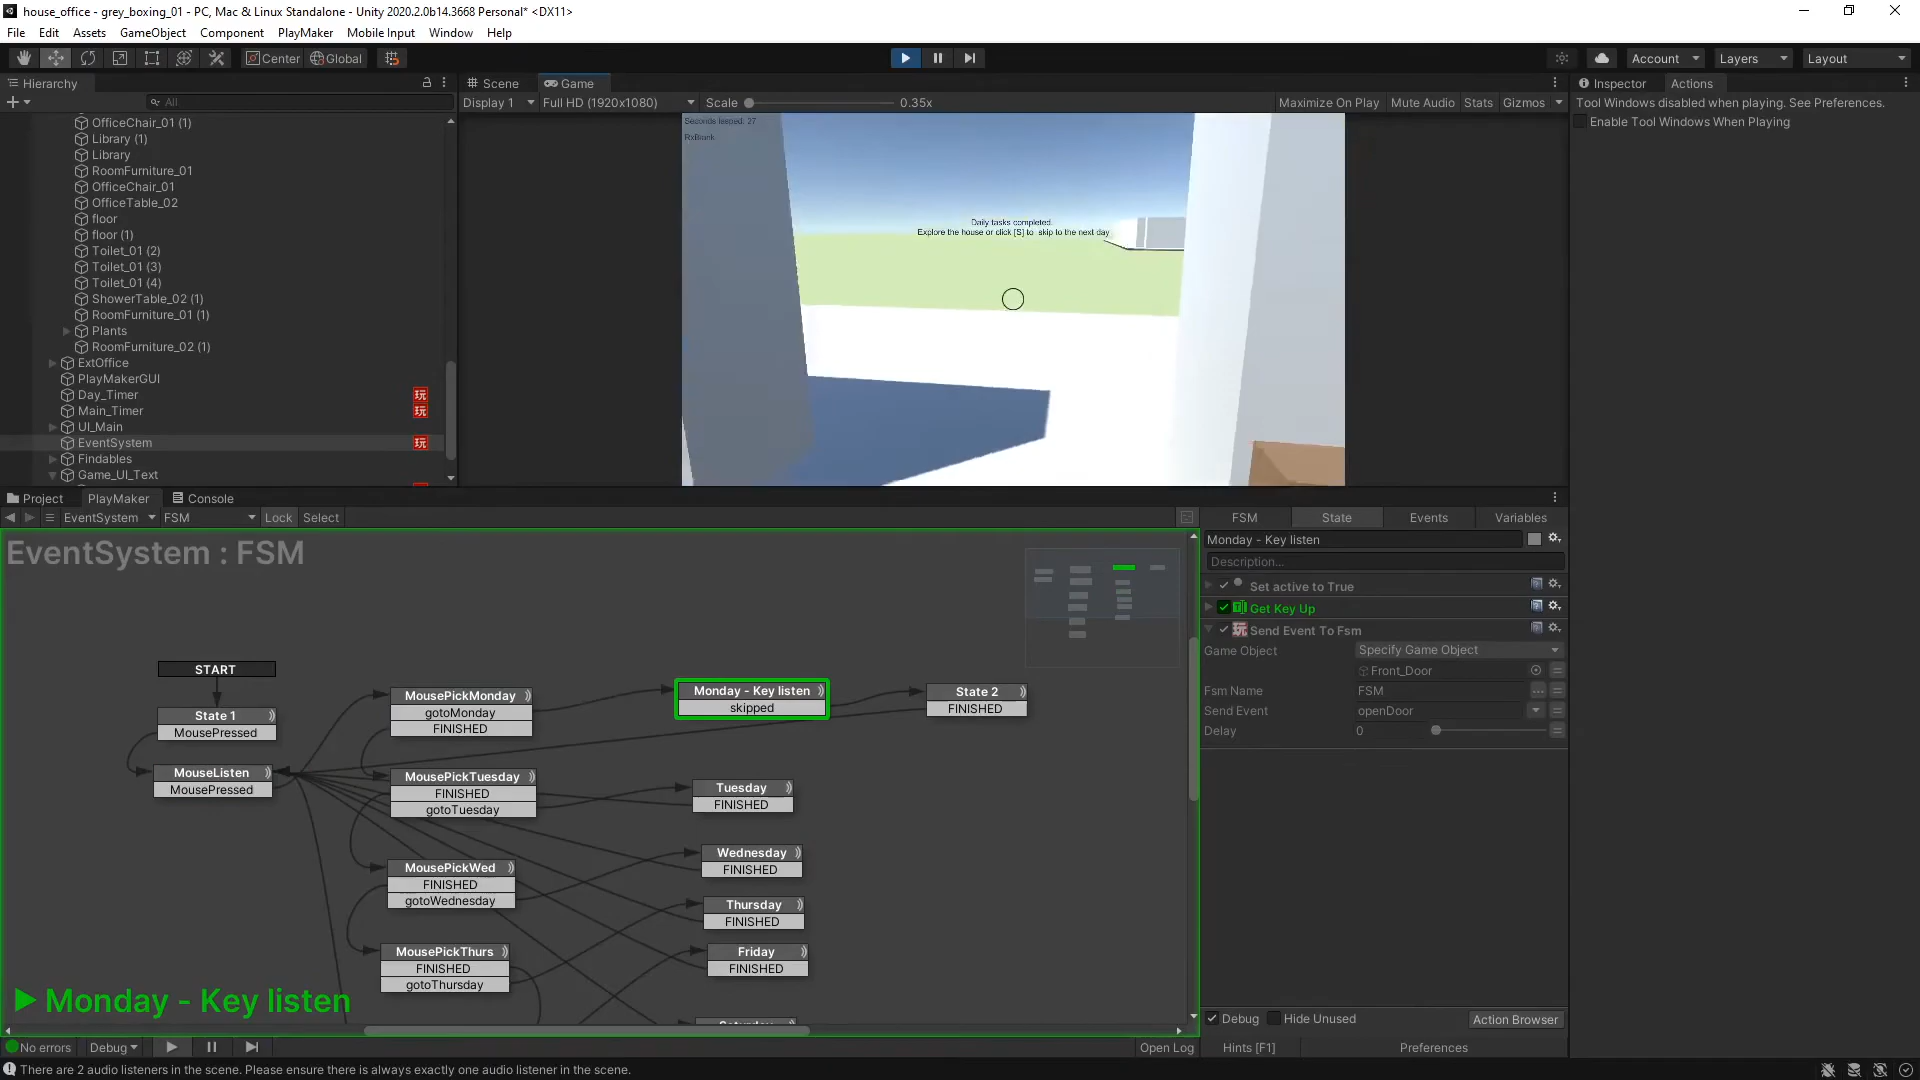 house_office - grey_boxing_01 - PC, Mac & Linux Standalone - Unity 2020.2.0b14.3668 Personal* <DX11>
File Edit Assets GameObject Component PlayMaker Mobile Input Window Help
Center Global Account Layers Layout
Hierarchy
All
OfficeChair_01 (1)
Library (1)
Library
RoomFurniture_01
OfficeChair_01
OfficeTable_02
floor
floor (1)
Toilet_01 (2)
Toilet_01 (3)
Toilet_01 (4)
ShowerTable_02 (1)
RoomFurniture_01 (1)
Plants
RoomFurniture_02 (1)
ExtOffice
PlayMakerGUI
Day_Timer 玩
Main_Timer 玩
UI_Main
EventSystem 玩
Findables
Game_UI_Text
Scene Game
Display 1 Full HD (1920x1080) Scale 0.35x Maximize On Play Mute Audio Stats Gizmos
Daily tasks completed.
Explore the house or click [S] to skip to the next day
Inspector Actions
Tool Windows disabled when playing. See Preferences.
Enable Tool Windows When Playing
Project PlayMaker Console
EventSystem FSM Lock Select
EventSystem : FSM
START
State 1
MousePressed
MouseListen
MousePressed
MousePickMonday
gotoMonday
FINISHED
MousePickTuesday
FINISHED
gotoTuesday
MousePickWed
FINISHED
gotoWednesday
MousePickThurs
FINISHED
gotoThursday
Monday - Key listen
skipped
State 2
FINISHED
Tuesday
FINISHED
Wednesday
FINISHED
Thursday
FINISHED
Friday
FINISHED
Monday - Key listen
FSM State Events Variables
Monday - Key listen
Description...
Set active to True
Get Key Up
Send Event To Fsm
Game Object Specify Game Object
Front_Door
Fsm Name FSM
Send Event openDoor
Delay 0
Debug Hide Unused Action Browser
No errors Debug Open Log Hints [F1] Preferences
There are 2 audio listeners in the scene. Please ensure there is always exactly one audio listener in the scene.